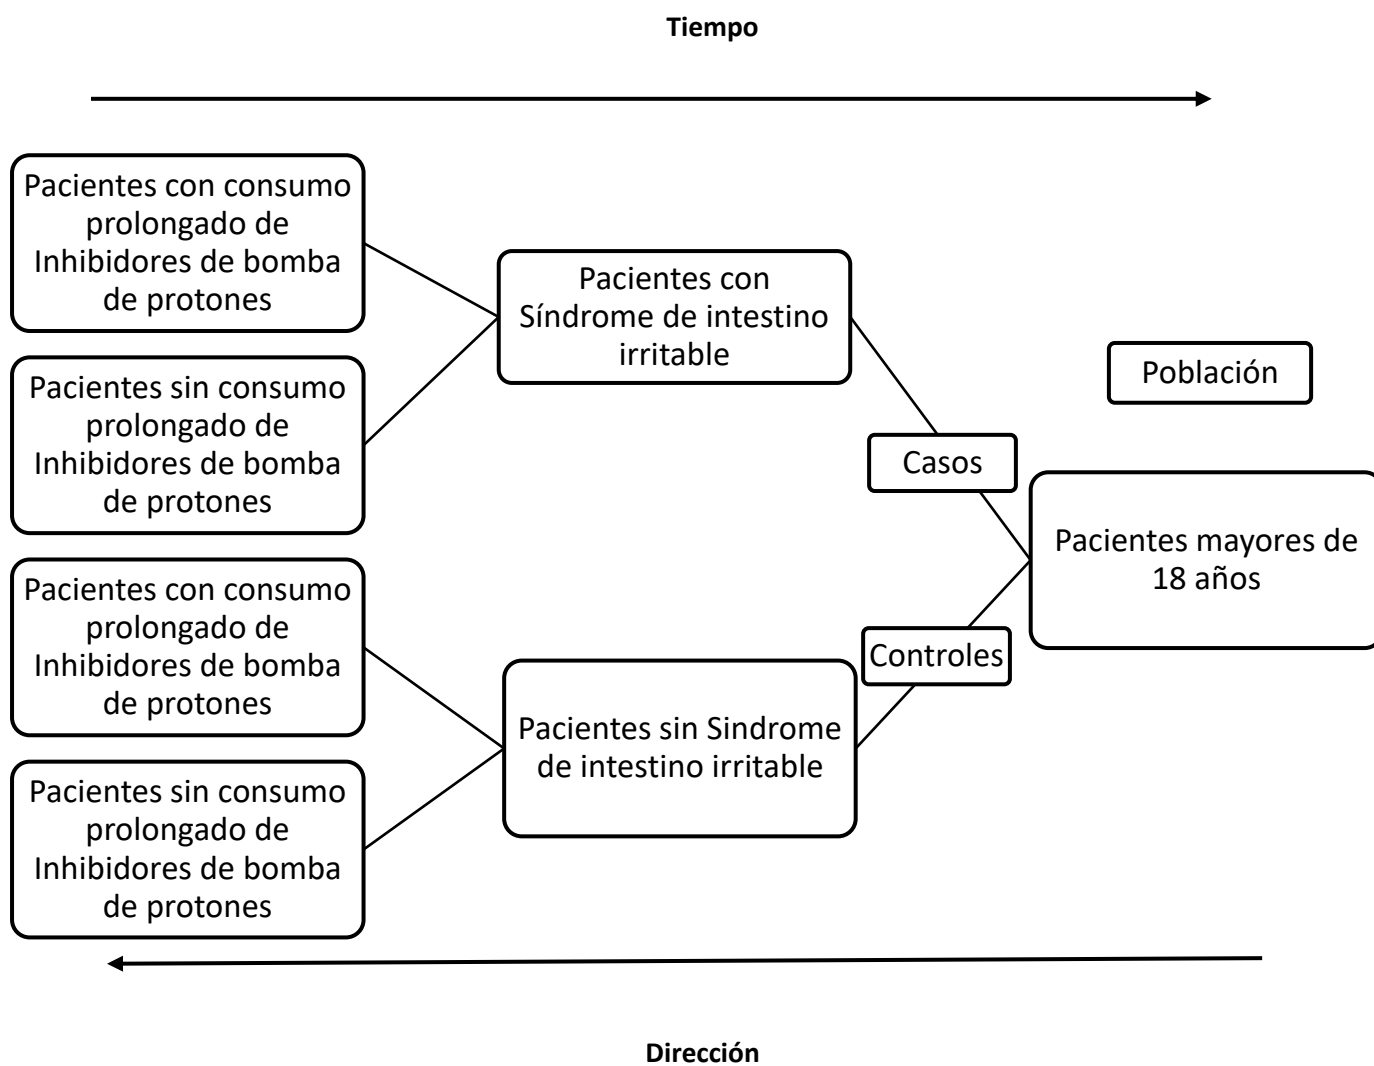 Tiempo
Pacientes con consumo
prolongado de
Inhibidores de bomba
de protones
Pacientes sin consumo
prolongado de
Inhibidores de bomba
de protones
Pacientes con consumo
prolongado de
Inhibidores de bomba
de protones
Pacientes sin consumo
prolongado de
Inhibidores de bomba
de protones
Pacientes con
Síndrome de intestino
irritable
Pacientes sin Sindrome
de intestino irritable
Casos
Controles
Población
Pacientes mayores de
18 años
Dirección